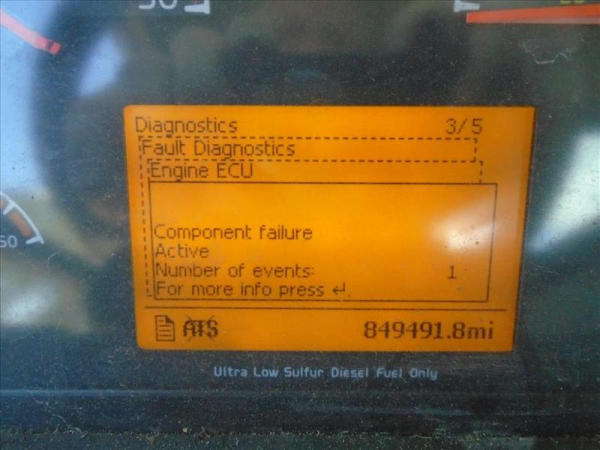 50
Diagnostics 3/5
Fault Diagnostics
Engine ECU
Component failure
Active
Number of events: 1
For more info press ↵.
ATS 849491.8mi
Ultra Low Sulfur Diesel Fuel Only